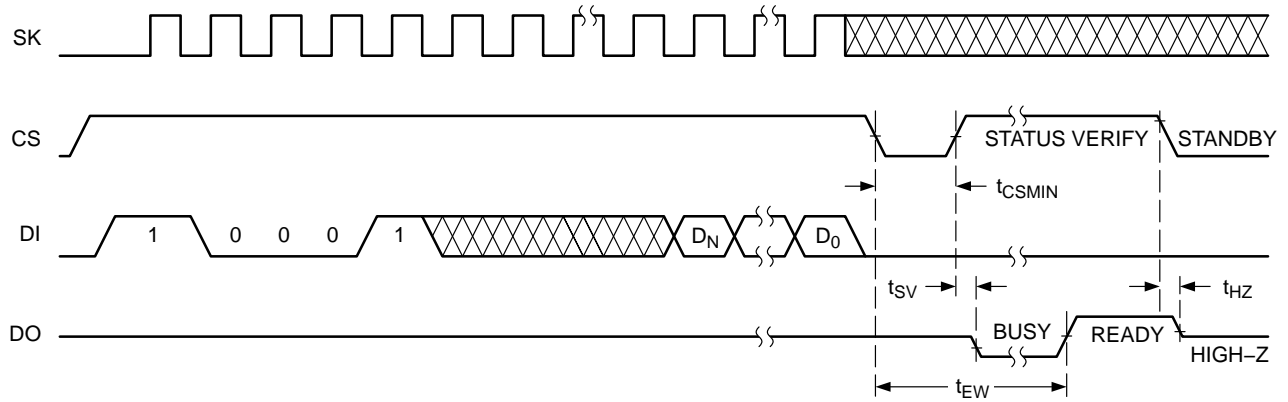 SK
CS
STATUS VERIFY
STANDBY
tCSMIN
DI
1
0
0
0
1
DN
D0
tSV
tHZ
DO
BUSY
READY
HIGH–Z
tEW